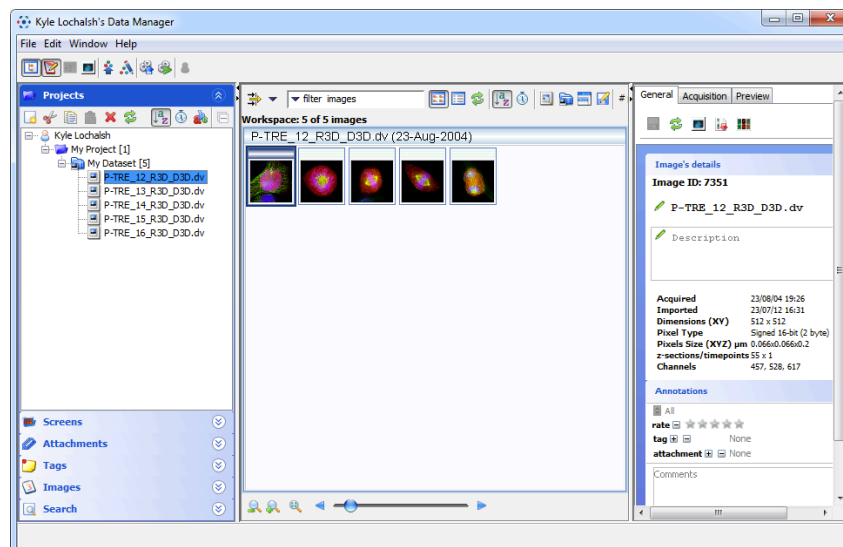 Kyle Lochalsh's Data Manager
File Edit Window Help
Projects
Kyle Lochalsh
My Project [1]
My Dataset [5]
P-TRE_12_R3D_D3D.dv
P-TRE_13_R3D_D3D.dv
P-TRE_14_R3D_D3D.dv
P-TRE_15_R3D_D3D.dv
P-TRE_16_R3D_D3D.dv
Screens
Attachments
Tags
Images
Search
filter images
#
Workspace: 5 of 5 images
P-TRE_12_R3D_D3D.dv (23-Aug-2004)
General Acquisition Preview
Image's details
Image ID: 7351
P-TRE_12_R3D_D3D.dv
Description
Acquired 23/08/04 19:26
Imported 23/07/12 16:31
Dimensions (XY) 512 x 512
Pixel Type Signed 16-bit (2 byte)
Pixels Size (XYZ) µm 0.066x0.066x0.2
z-sections/timepoints 55 x 1
Channels 457, 528, 617
Annotations
All
rate
tag None
attachment None
Comments